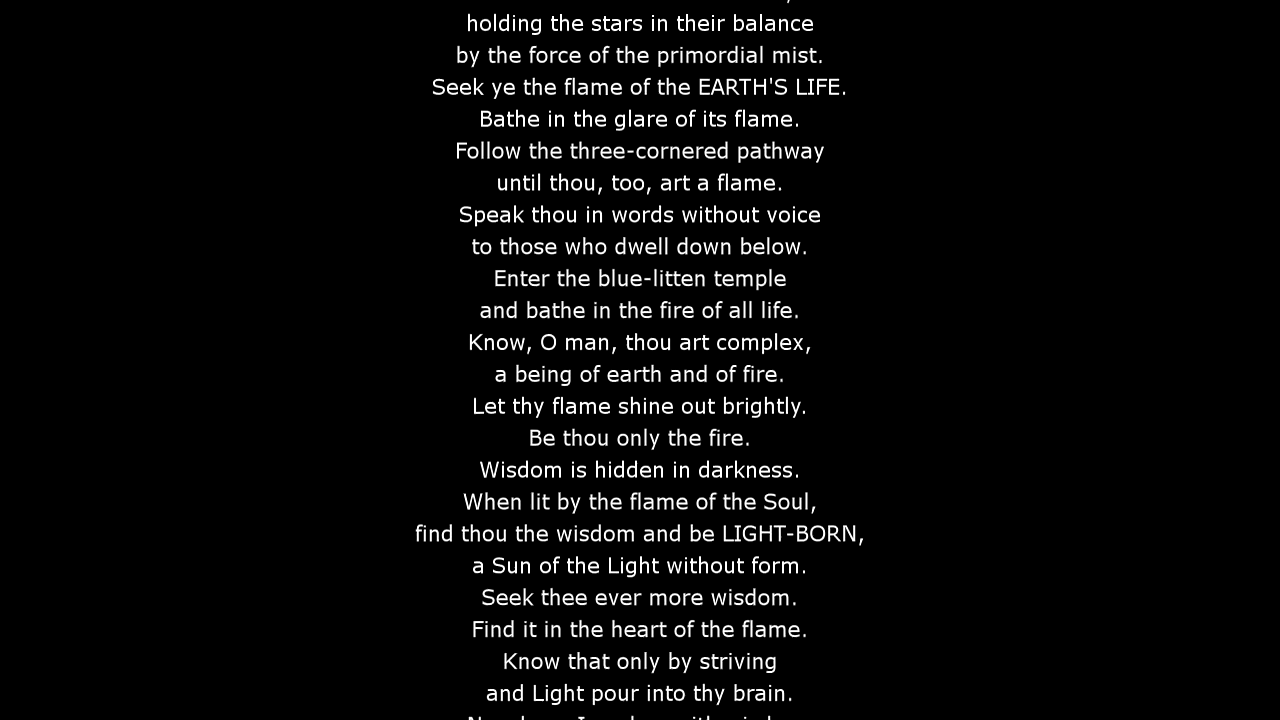 holding the stars in their balance
by the force of the primordial mist.
Seek ye the flame of the EARTH'S LIFE.
Bathe in the glare of its flame.
Follow the three-cornered pathway
until thou, too, art a flame.
Speak thou in words without voice
to those who dwell down below.
Enter the blue-litten temple
and bathe in the fire of all life.
Know, O man, thou art complex,
a being of earth and of fire.
Let thy flame shine out brightly.
Be thou only the fire.
Wisdom is hidden in darkness.
When lit by the flame of the Soul,
find thou the wisdom and be LIGHT-BORN,
a Sun of the Light without form.
Seek thee ever more wisdom.
Find it in the heart of the flame.
Know that only by striving
and Light pour into thy brain.